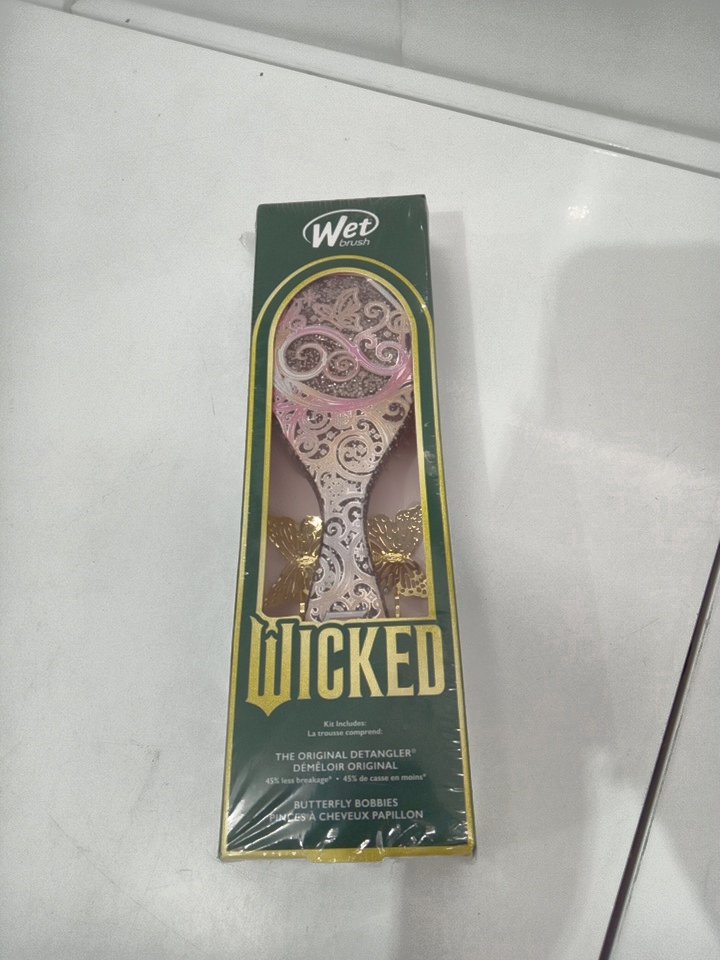 Wet
brush
WICKED
Kit Includes:
La trousse comprend:
THE ORIGINAL DETANGLER®
DÉMÊLOIR ORIGINAL
45% less breakage* • 45% de casse en moins*
BUTTERFLY BOBBIES
PINCES À CHEVEUX PAPILLON